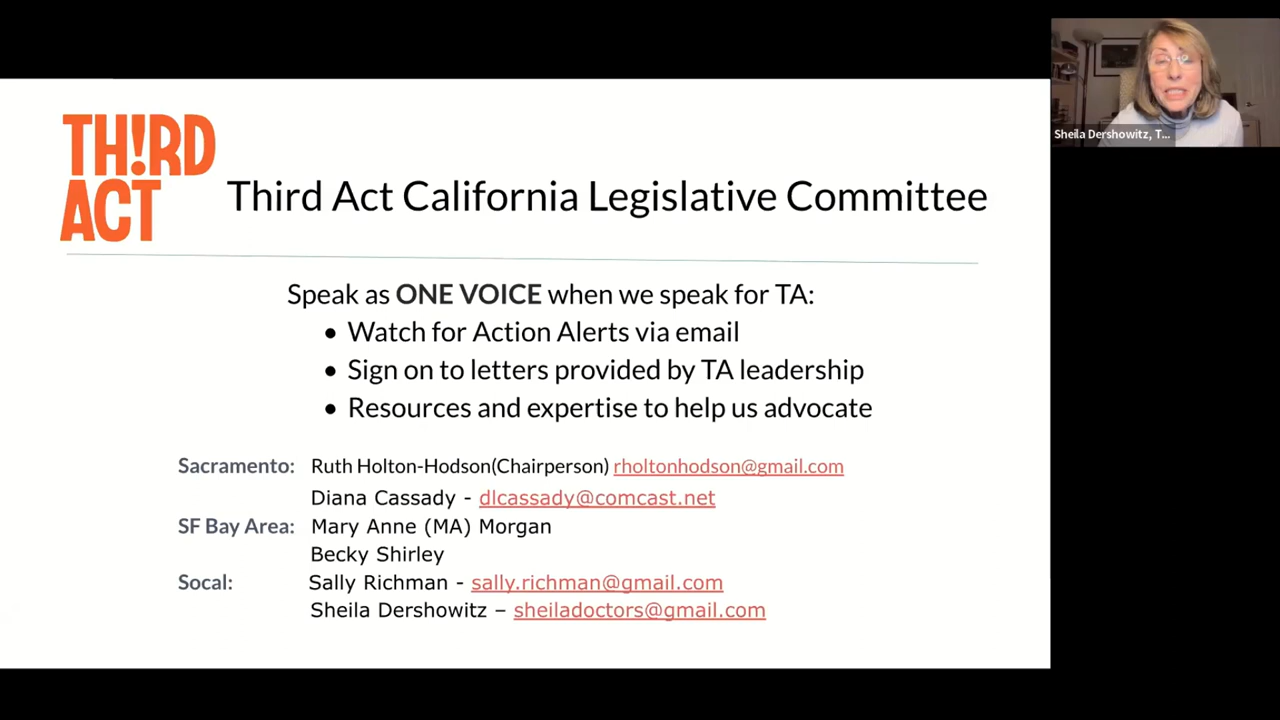 TH!RD
ACT
Third Act California Legislative Committee
Speak as ONE VOICE when we speak for TA:
• Watch for Action Alerts via email
• Sign on to letters provided by TA leadership
• Resources and expertise to help us advocate
Sacramento: Ruth Holton-Hodson(Chairperson) rholtonhodson@gmail.com
Diana Cassady - dlcassady@comcast.net
SF Bay Area: Mary Anne (MA) Morgan
Becky Shirley
Socal: Sally Richman - sally.richman@gmail.com
Sheila Dershowitz – sheiladoctors@gmail.com
Sheila Dershowitz, T...